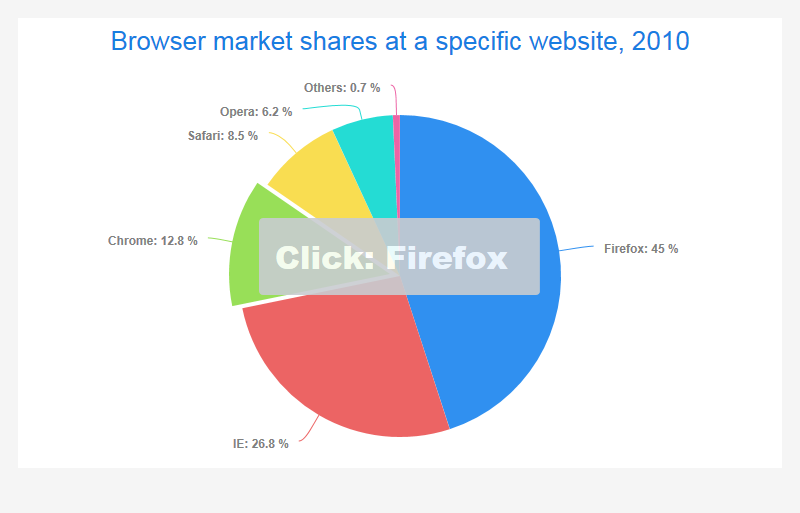 Browser market shares at a specific website, 2010
Others: 0.7 %
Opera: 6.2 %
Safari: 8.5 %
Chrome: 12.8 %
Firefox: 45 %
Click: Firefox
IE: 26.8 %